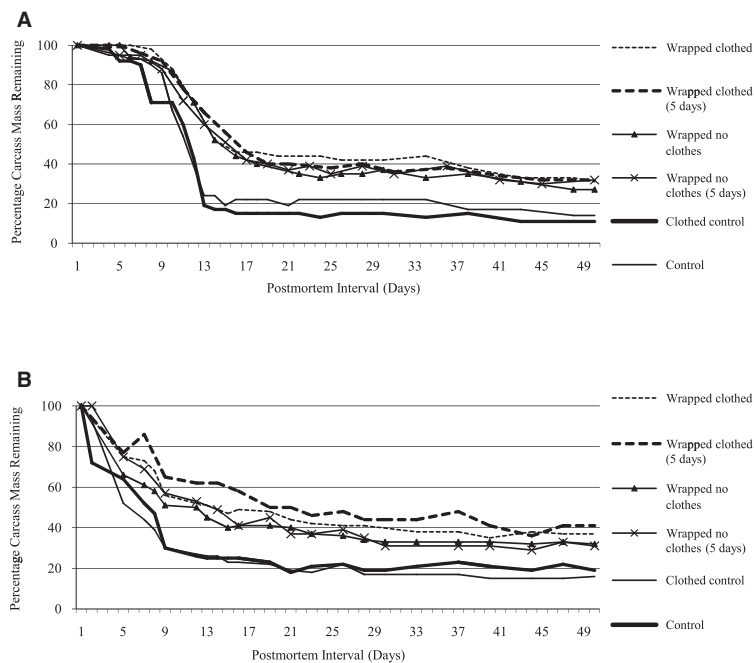 A
Percentage Carcass Mass Remaining
100
80
60
40
20
0
1 5 9 13 17 21 25 29 33 37 41 45 49
Postmortem Interval (Days)
Wrapped clothed
Wrapped clothed
(5 days)
Wrapped no
clothes
Wrapped no
clothes (5 days)
Clothed control
Control
B
Percentage Carcass Mass Remaining
100
80
60
40
20
0
1 5 9 13 17 21 25 29 33 37 41 45 49
Postmortem Interval (Days)
Wrapped clothed
Wrapped clothed
(5 days)
Wrapped no
clothes
Wrapped no
clothes (5 days)
Clothed control
Control